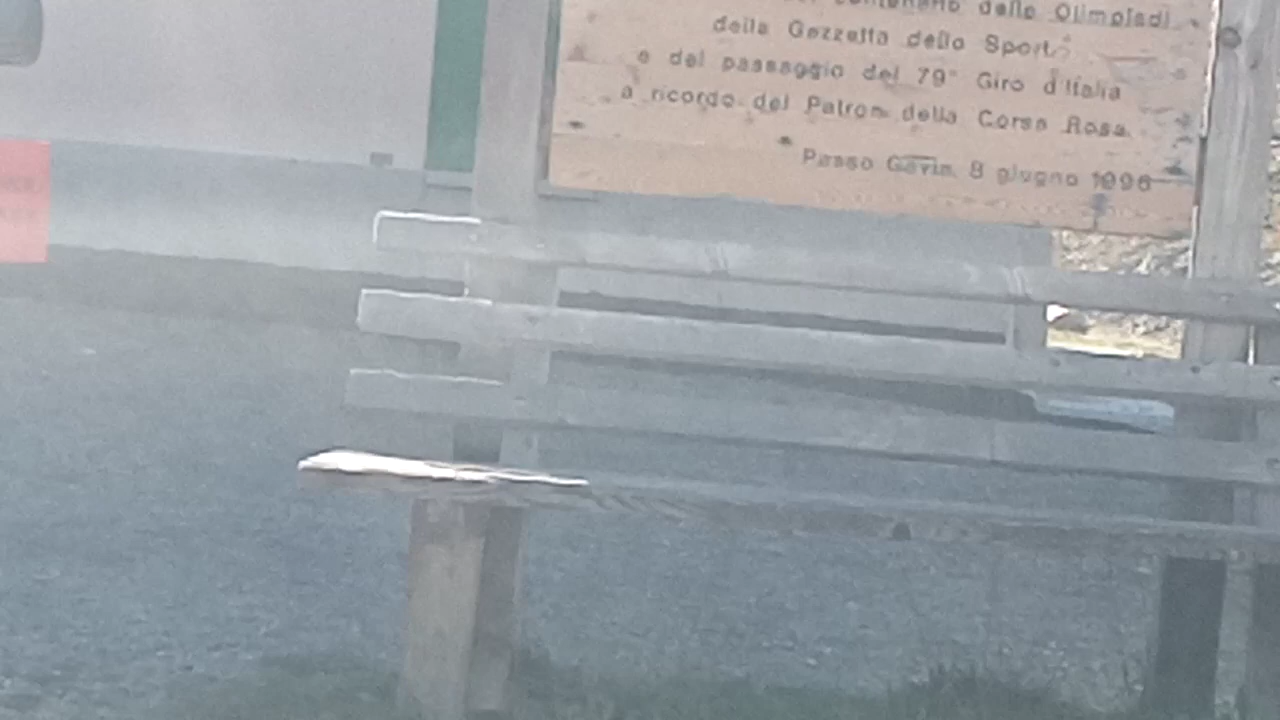 centenario delle Olimpiadi
della Gazzetta dello Sport
e del passaggio del 79° Giro d'Italia
a ricordo del Patron della Corsa Rosa.
Passo Gavia, 8 giugno 1996